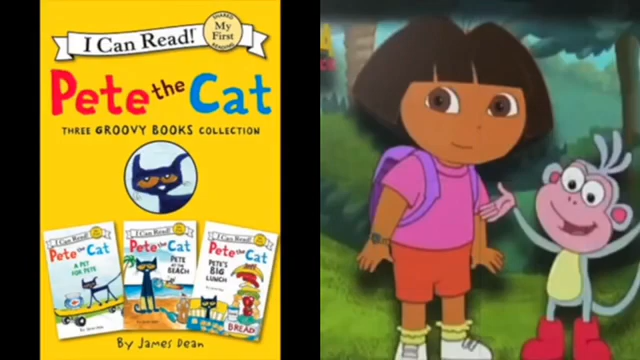 I Can Read!
SHARED
My
First
READING
Pete the Cat
THREE GROOVY BOOKS COLLECTION
I Can Read!
Pete the Cat
A PET
FOR PETE
I Can Read!
Pete the Cat
PETE
AT THE
BEACH
I Can Read!
Pete the Cat
PETE'S
BIG
LUNCH
BREAD
By James Dean